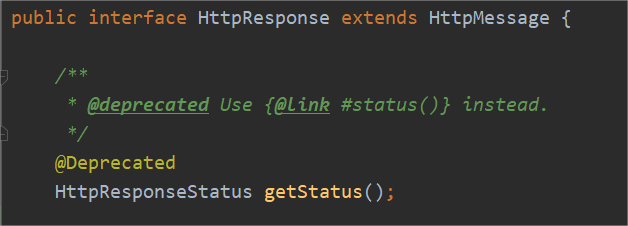 public interface HttpResponse extends HttpMessage {
/**
* @deprecated Use {@link #status()} instead.
*/
@Deprecated
HttpResponseStatus getStatus();